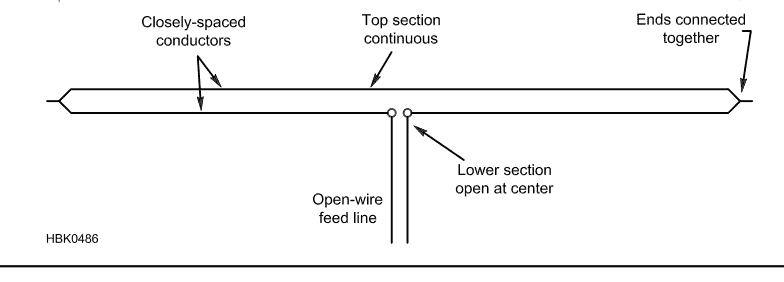 Closely-spaced
conductors
Top section
continuous
Ends connected
together
Lower section
open at center
Open-wire
feed line
HBK0486